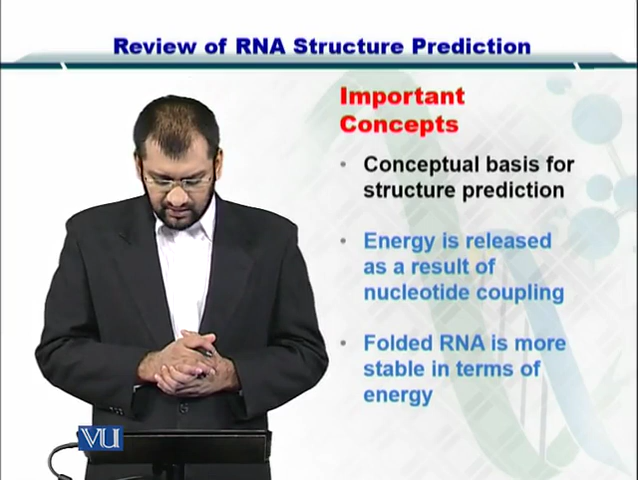 Review of RNA Structure Prediction
Important
Concepts
• Conceptual basis for
structure prediction
• Energy is released
as a result of
nucleotide coupling
• Folded RNA is more
stable in terms of
energy
VU